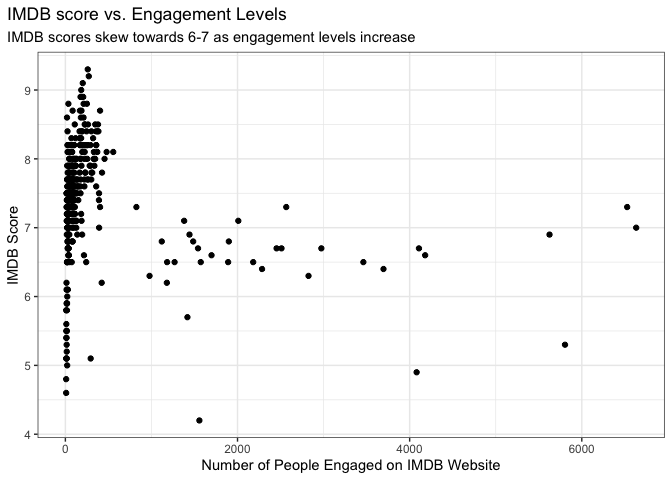 IMDB score vs. Engagement Levels
IMDB scores skew towards 6-7 as engagement levels increase
9
8
7
6
5
4
IMDB Score
0 2000 4000 6000
Number of People Engaged on IMDB Website